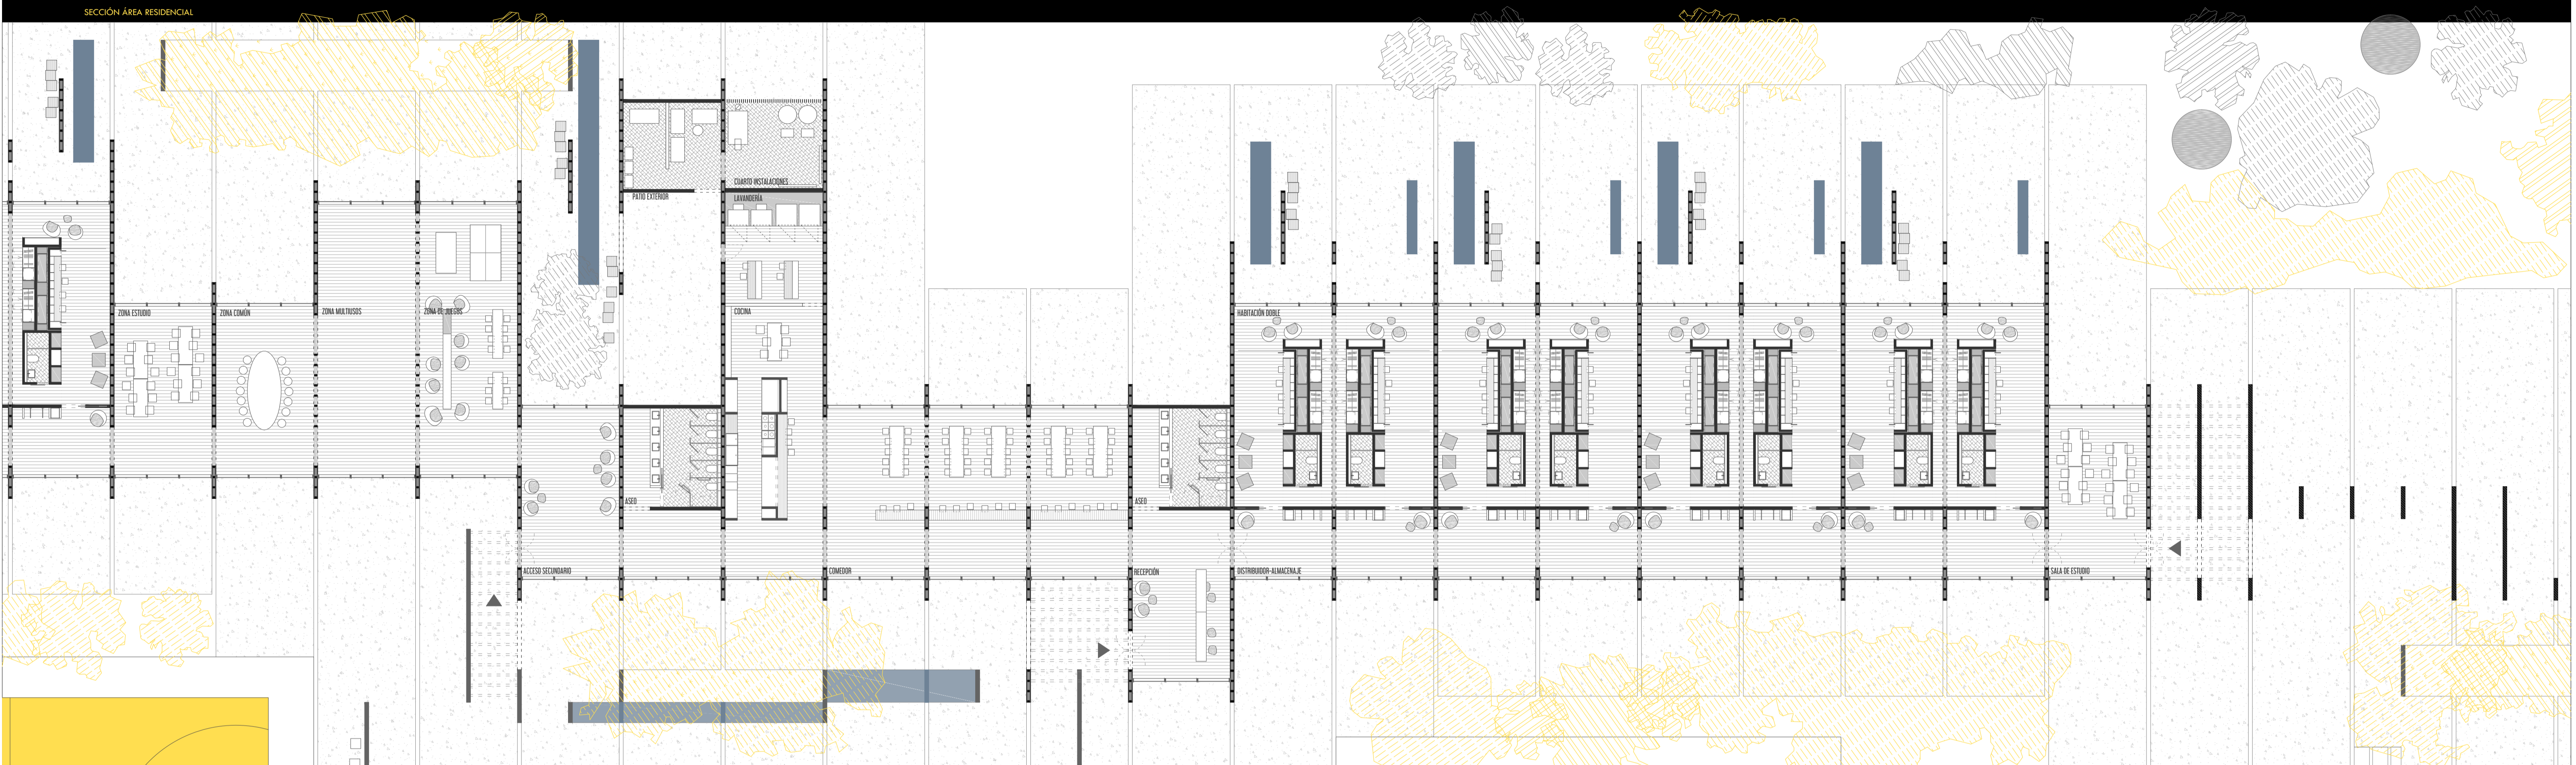 SECCIÓN ÁREA RESIDENCIAL
CUARTO INSTALACIONES
PATIO EXTERIOR
LAVANDERÍA
ZONA ESTUDIO
ZONA COMÚN
ZONA MULTIUSOS
ZONA DE JUEGOS
COCINA
HABITACIÓN DOBLE
ASEO
ASEO
ACCESO SECUNDARIO
COMEDOR
RECEPCIÓN
DISTRIBUIDOR-ALMACENAJE
SALA DE ESTUDIO